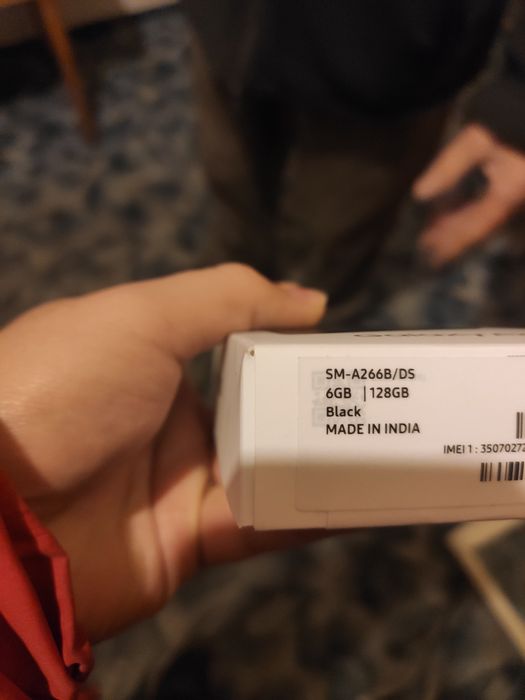 SM-A266B/DS
6GB | 128GB
Black
MADE IN INDIA
IMEI 1 : 35070272